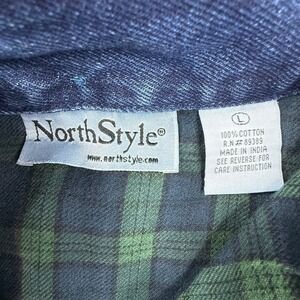 NorthStyle®
www.northstyle.com
L
100% COTTON
R.N.# 89389
MADE IN INDIA
SEE REVERSE FOR
CARE INSTRUCTION